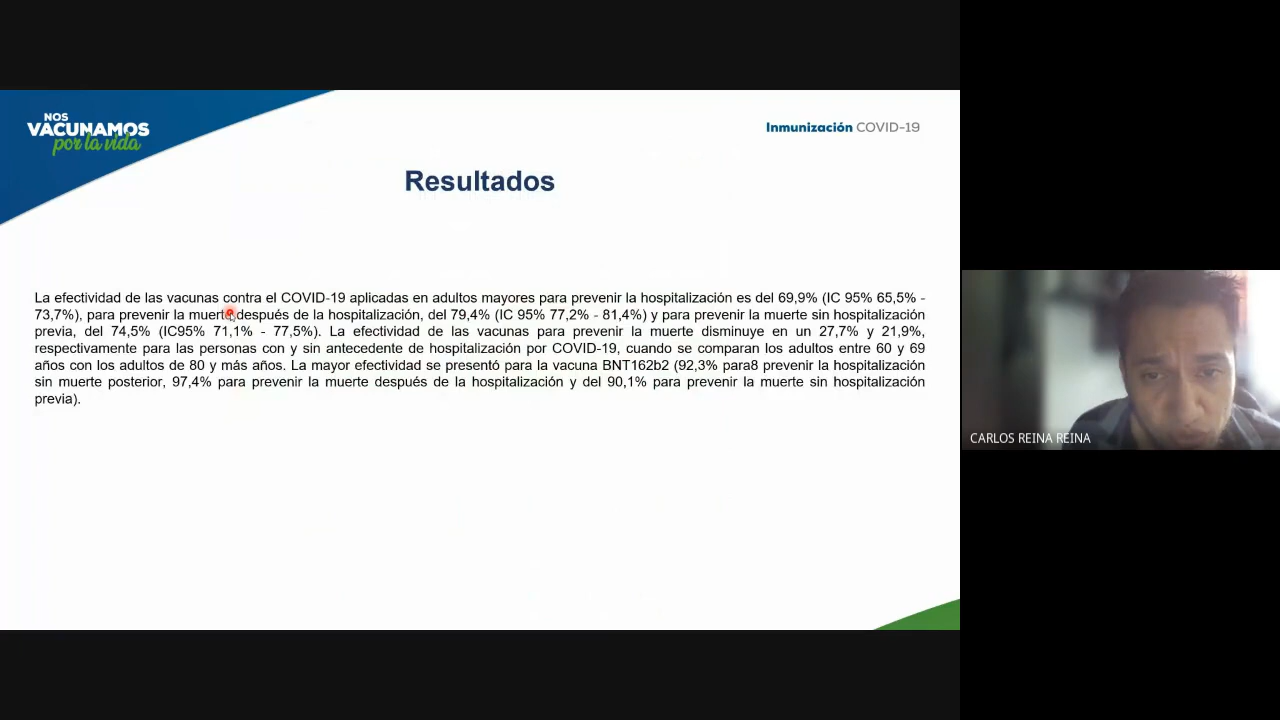 NOS
VACUNAMOS
por la vida
Inmunización COVID-19
Resultados
La efectividad de las vacunas contra el COVID-19 aplicadas en adultos mayores para prevenir la hospitalización es del 69,9% (IC 95% 65,5% -
73,7%), para prevenir la muerte después de la hospitalización, del 79,4% (IC 95% 77,2% - 81,4%) y para prevenir la muerte sin hospitalización
previa, del 74,5% (IC95% 71,1% - 77,5%). La efectividad de las vacunas para prevenir la muerte disminuye en un 27,7% y 21,9%,
respectivamente para las personas con y sin antecedente de hospitalización por COVID-19, cuando se comparan los adultos entre 60 y 69
años con los adultos de 80 y más años. La mayor efectividad se presentó para la vacuna BNT162b2 (92,3% para8 prevenir la hospitalización
sin muerte posterior, 97,4% para prevenir la muerte después de la hospitalización y del 90,1% para prevenir la muerte sin hospitalización
previa).
CARLOS REINA REINA